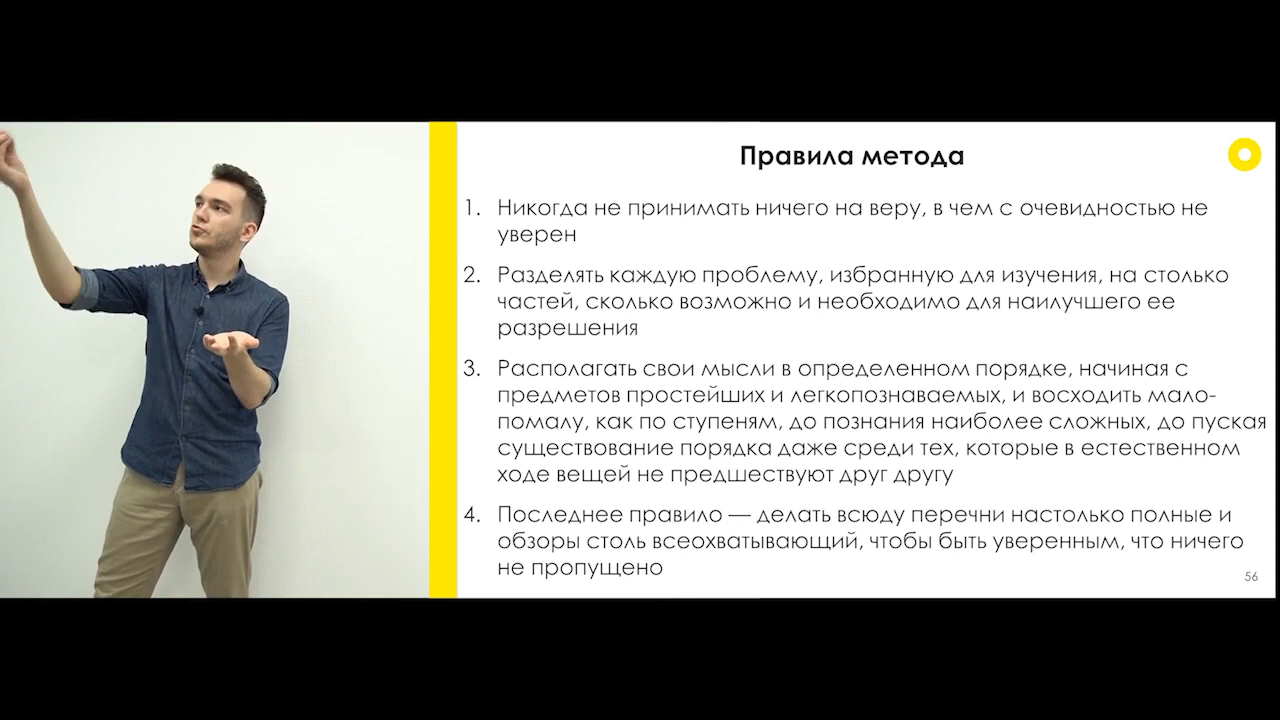 Правила метода
1. Никогда не принимать ничего на веру, в чем с очевидностью не
уверен
2. Разделять каждую проблему, избранную для изучения, на столько
частей, сколько возможно и необходимо для наилучшего ее
разрешения
3. Располагать свои мысли в определенном порядке, начиная с
предметов простейших и легкопознаваемых, и восходить мало-
помалу, как по ступеням, до познания наиболее сложных, до пуская
существование порядка даже среди тех, которые в естественном
ходе вещей не предшествуют друг другу
4. Последнее правило — делать всюду перечни настолько полные и
обзоры столь всеохватывающий, чтобы быть уверенным, что ничего
не пропущено
56